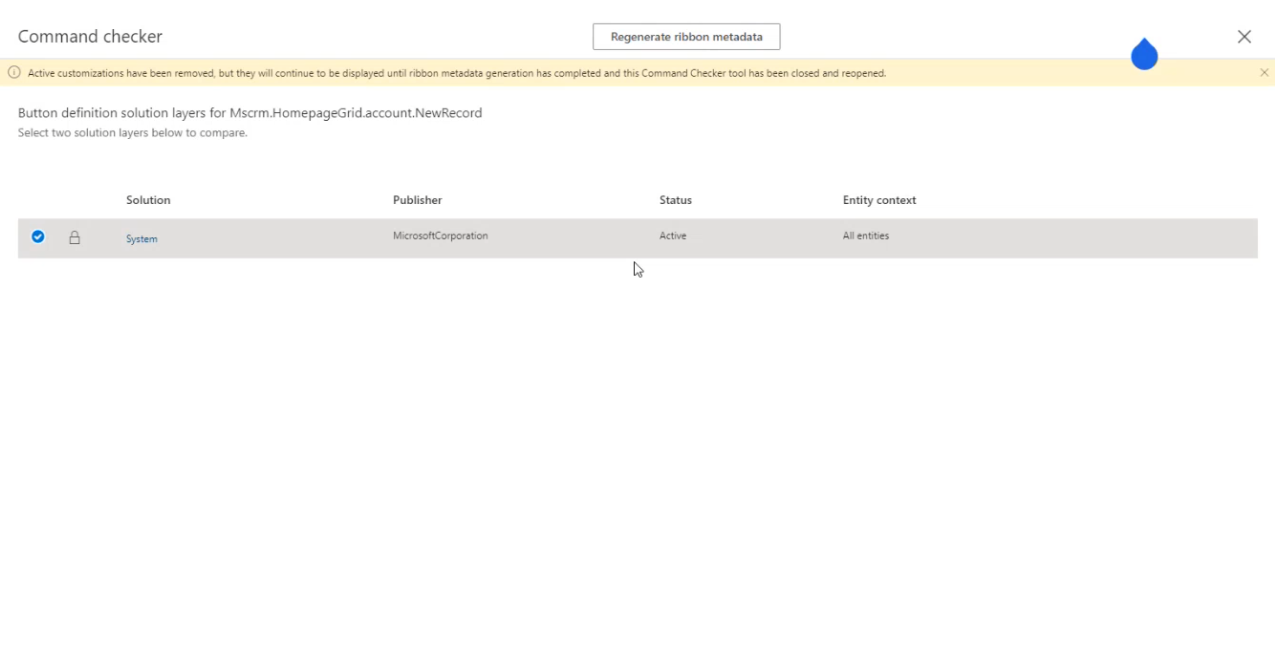 Command checker
Regenerate ribbon metadata
Active customizations have been removed, but they will continue to be displayed until ribbon metadata generation has completed and this Command Checker tool has been closed and reopened.
Button definition solution layers for Mscrm.HomepageGrid.account.NewRecord
Select two solution layers below to compare.
Solution Publisher Status Entity context
System MicrosoftCorporation Active All entities